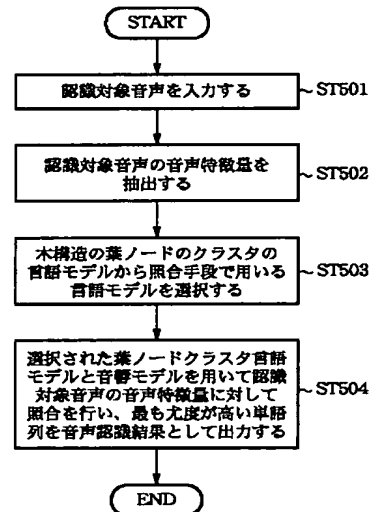 START
認識対象音声を入力する
ST501
認識対象音声の音声特徴量を
抽出する
ST502
木構造の葉ノードのクラスタの
言語モデルから照合手段で用いる
言語モデルを選択する
ST503
選択された葉ノードクラスタ言語
モデルと音響モデルを用いて認識
対象音声の音声特徴量に対して
照合を行い、最も尤度が高い単語
列を音声認識結果として出力する
ST504
END